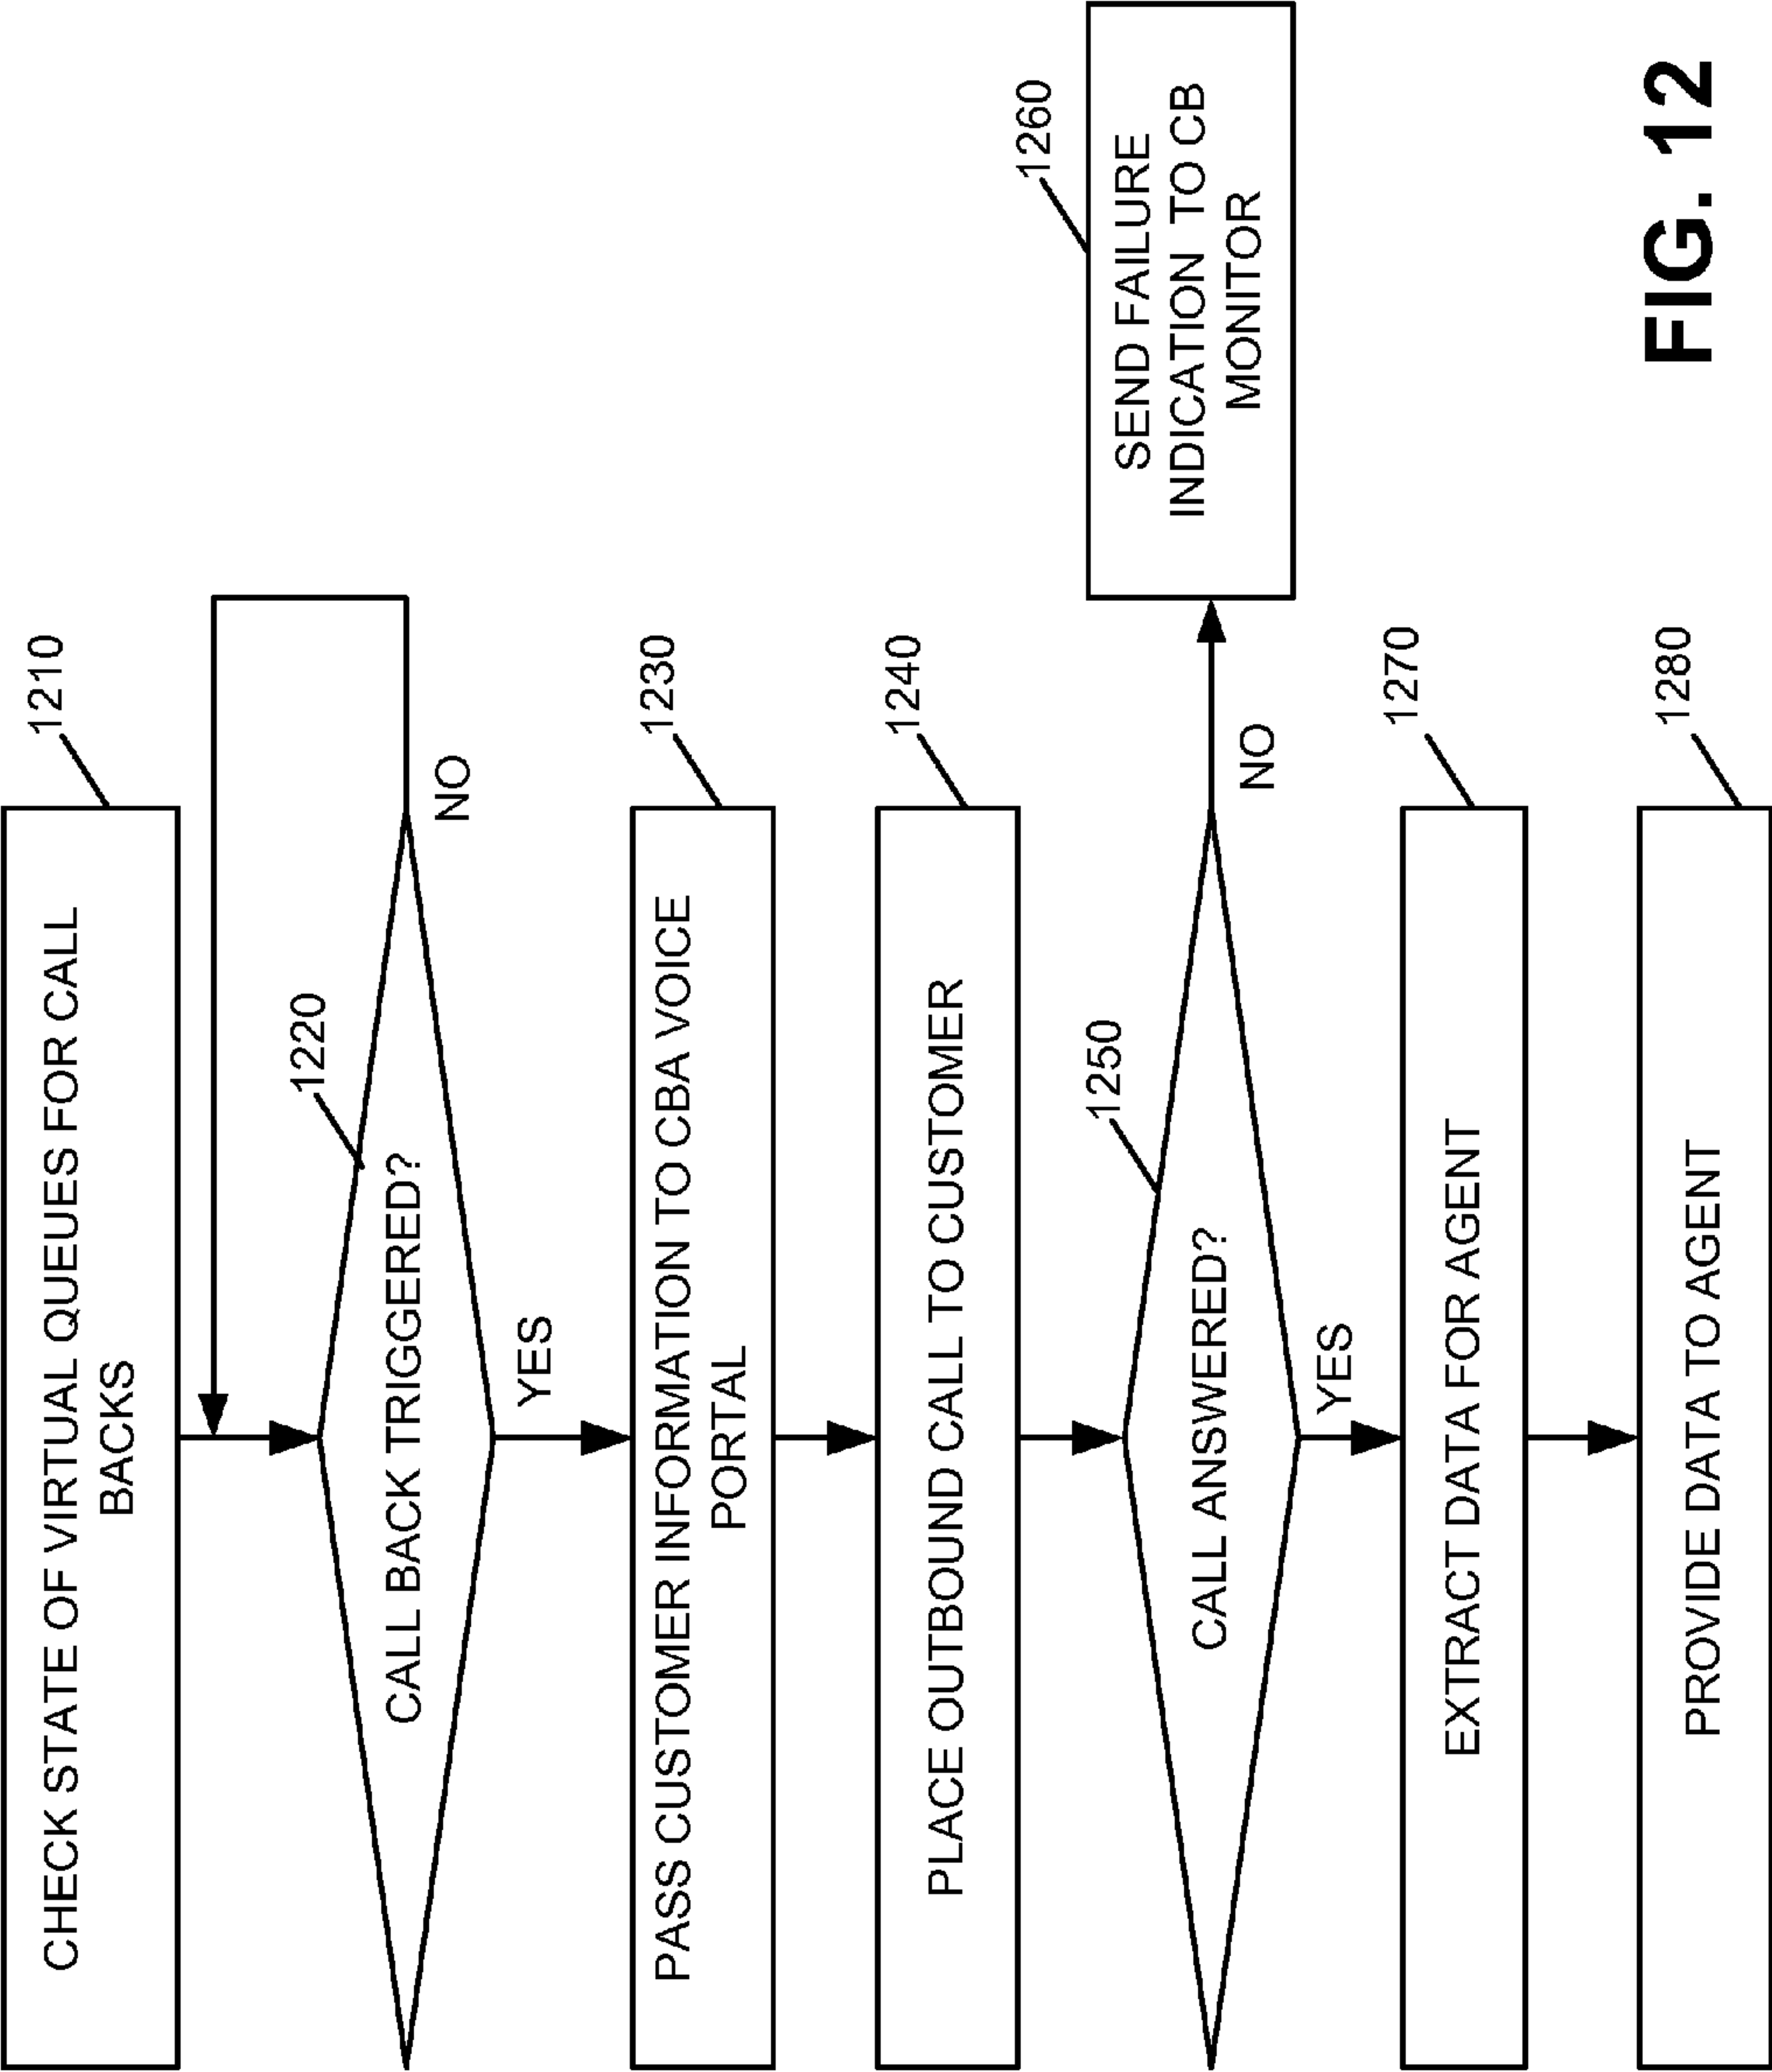 1210
CHECK STATE OF VIRTUAL QUEUES FOR CALL
BACKS
1220
CALL BACK TRIGGERED?
NO
YES
1230
PASS CUSTOMER INFORMATION TO CBA VOICE
PORTAL
1240
PLACE OUTBOUND CALL TO CUSTOMER
1250
CALL ANSWERED?
NO
1260
SEND FAILURE
INDICATION TO CB
MONITOR
YES
1270
EXTRACT DATA FOR AGENT
1280
PROVIDE DATA TO AGENT
FIG. 12